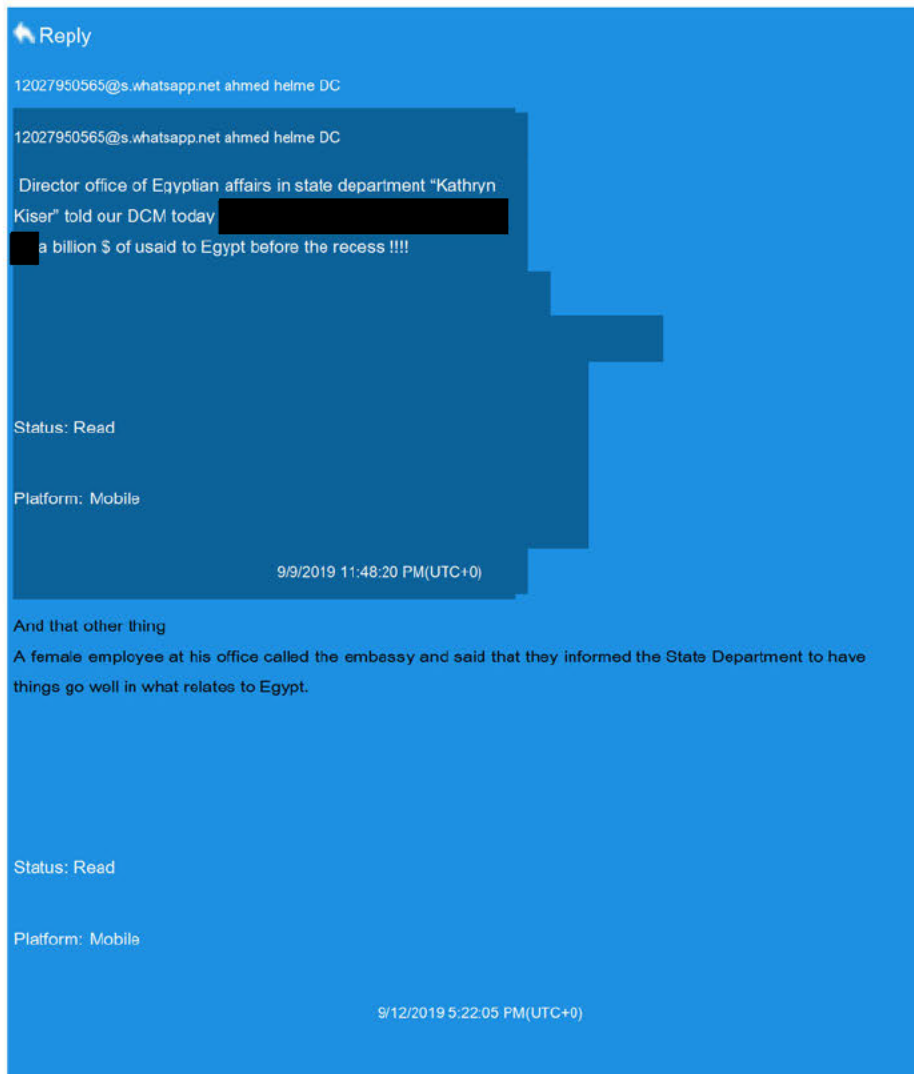 Reply
12027950565@s.whatsapp.net ahmed helme DC
12027950565@s.whatsapp.net ahmed helme DC
Director office of Egyptian affairs in state department “Kathryn
Kiser” told our DCM today
a billion $ of usaid to Egypt before the recess !!!!
Status: Read
Platform: Mobile
9/9/2019 11:48:20 PM(UTC+0)
And that other thing
A female employee at his office called the embassy and said that they informed the State Department to have
things go well in what relates to Egypt.
Status: Read
Platform: Mobile
9/12/2019 5:22:05 PM(UTC+0)